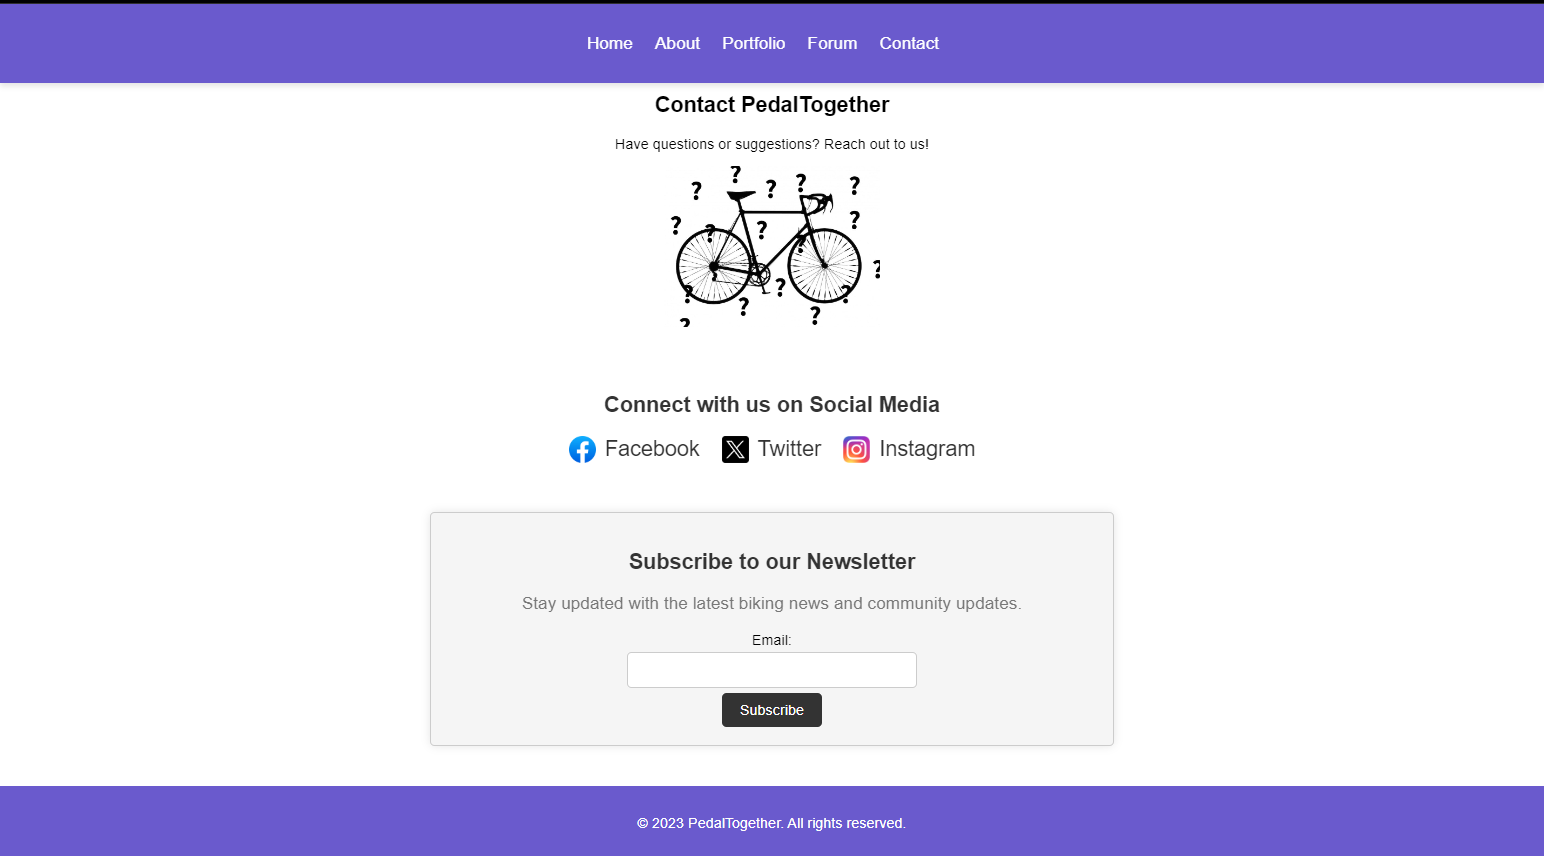 Home About Portfolio Forum Contact
Contact PedalTogether
Have questions or suggestions? Reach out to us!
? ? ? ? ? ? ? ? ? ? ? ? ? ? ? ? ? ?
Connect with us on Social Media
Facebook Twitter Instagram
Subscribe to our Newsletter
Stay updated with the latest biking news and community updates.
Email:
Subscribe
© 2023 PedalTogether. All rights reserved.